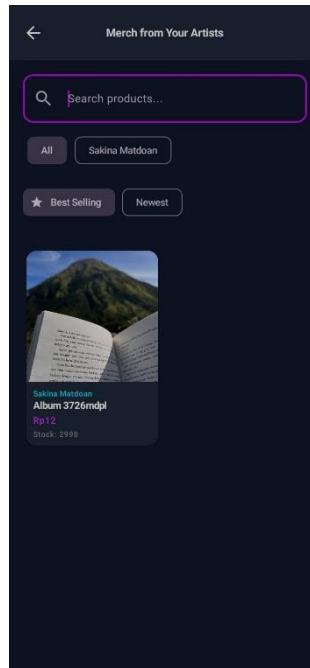 Merch from Your Artists
Search products...
All
Sakina Matdoan
Best Selling
Newest
Sakina Matdoan
Album 3726mdpl
Rp12
Stock: 2998